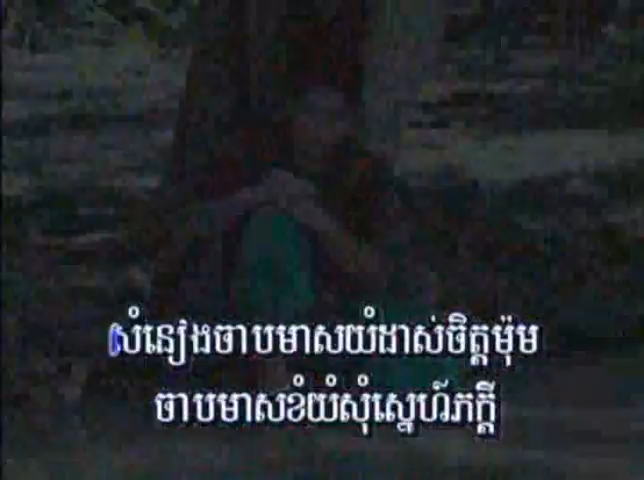 សំនៀងចាបមាសយំដាស់ចិត្តម៉ុម
ចាបមាសខំយំសុំស្នេហ៍ភក្ដី